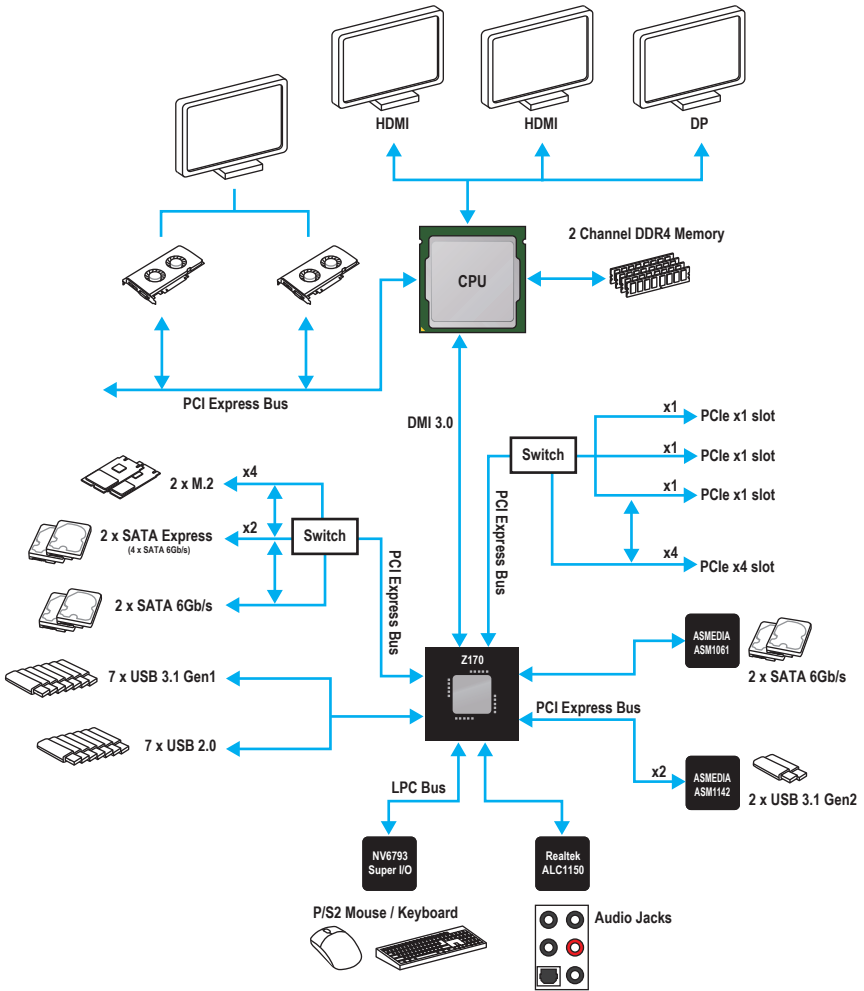 HDMI
HDMI
DP
2 Channel DDR4 Memory
CPU
PCI Express Bus
DMI 3.0
x1
PCIe x1 slot
Switch
x1
PCIe x1 slot
x1
PCIe x1 slot
x4
PCIe x4 slot
PCI Express Bus
2 x M.2
x4
2 x SATA Express
(4 x SATA 6Gb/s)
x2
Switch
2 x SATA 6Gb/s
PCI Express Bus
Z170
ASMEDIA
ASM1061
2 x SATA 6Gb/s
7 x USB 3.1 Gen1
7 x USB 2.0
PCI Express Bus
x2
ASMEDIA
ASM1142
2 x USB 3.1 Gen2
LPC Bus
NV6793
Super I/O
Realtek
ALC1150
P/S2 Mouse / Keyboard
Audio Jacks